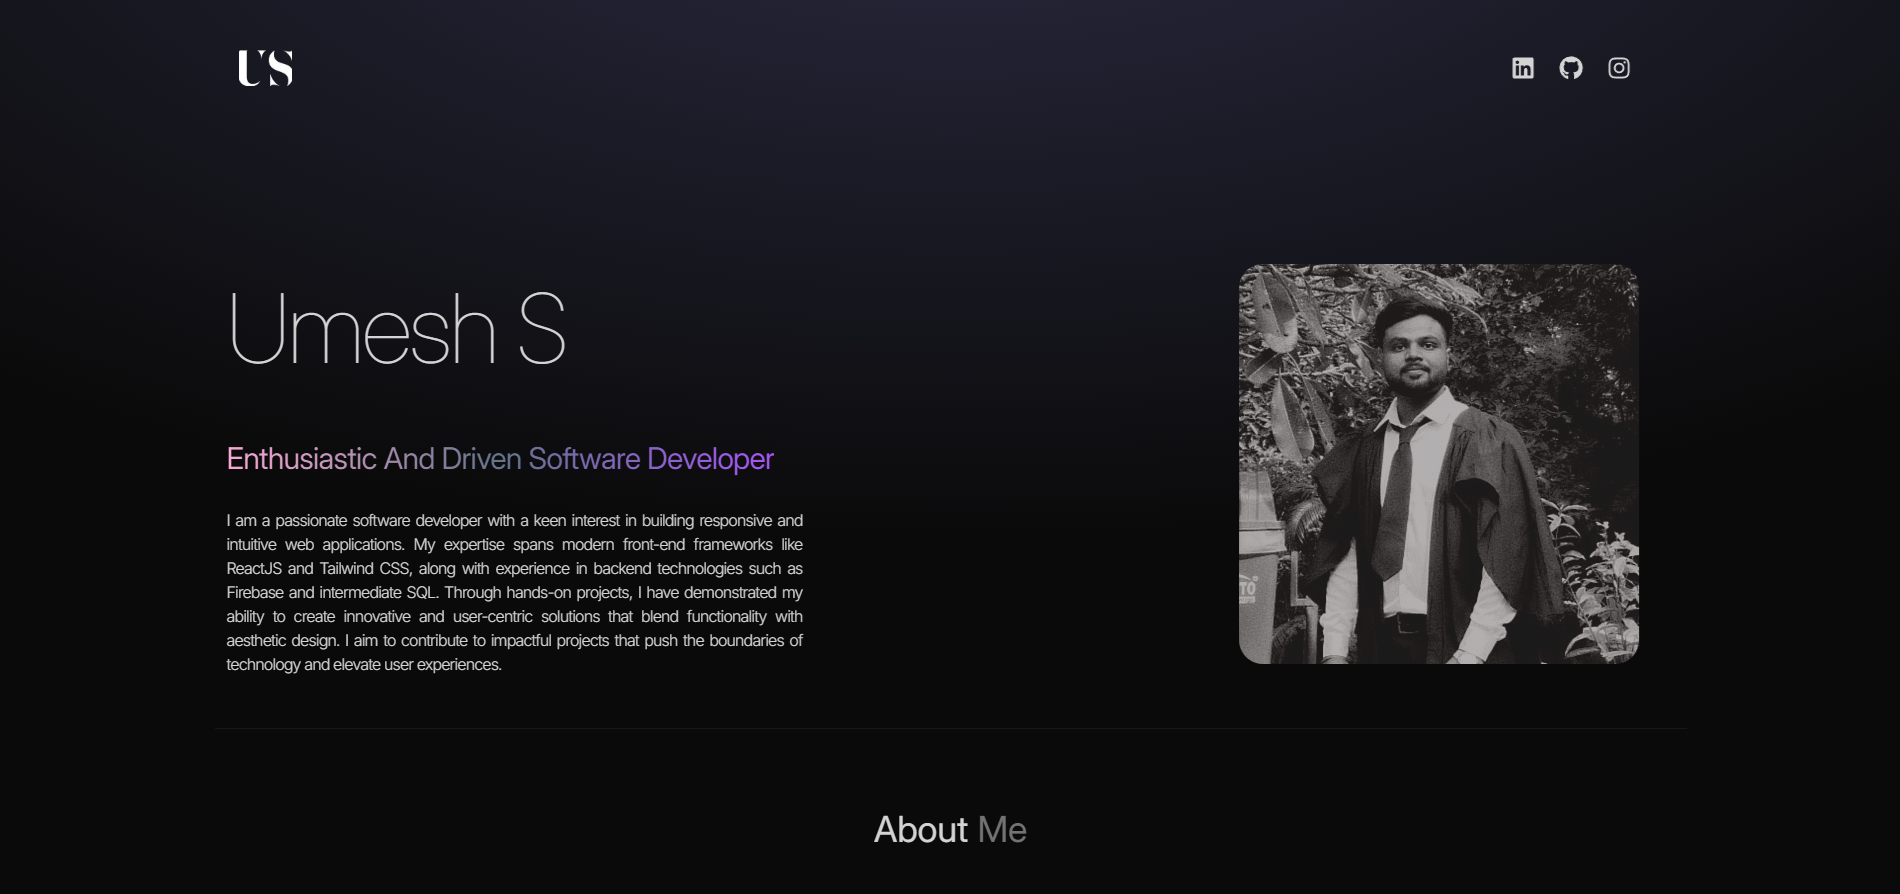 US
Umesh S
Enthusiastic And Driven Software Developer
I am a passionate software developer with a keen interest in building responsive and
intuitive web applications. My expertise spans modern front-end frameworks like
ReactJS and Tailwind CSS, along with experience in backend technologies such as
Firebase and intermediate SQL. Through hands-on projects, I have demonstrated my
ability to create innovative and user-centric solutions that blend functionality with
aesthetic design. I aim to contribute to impactful projects that push the boundaries of
technology and elevate user experiences.
About Me